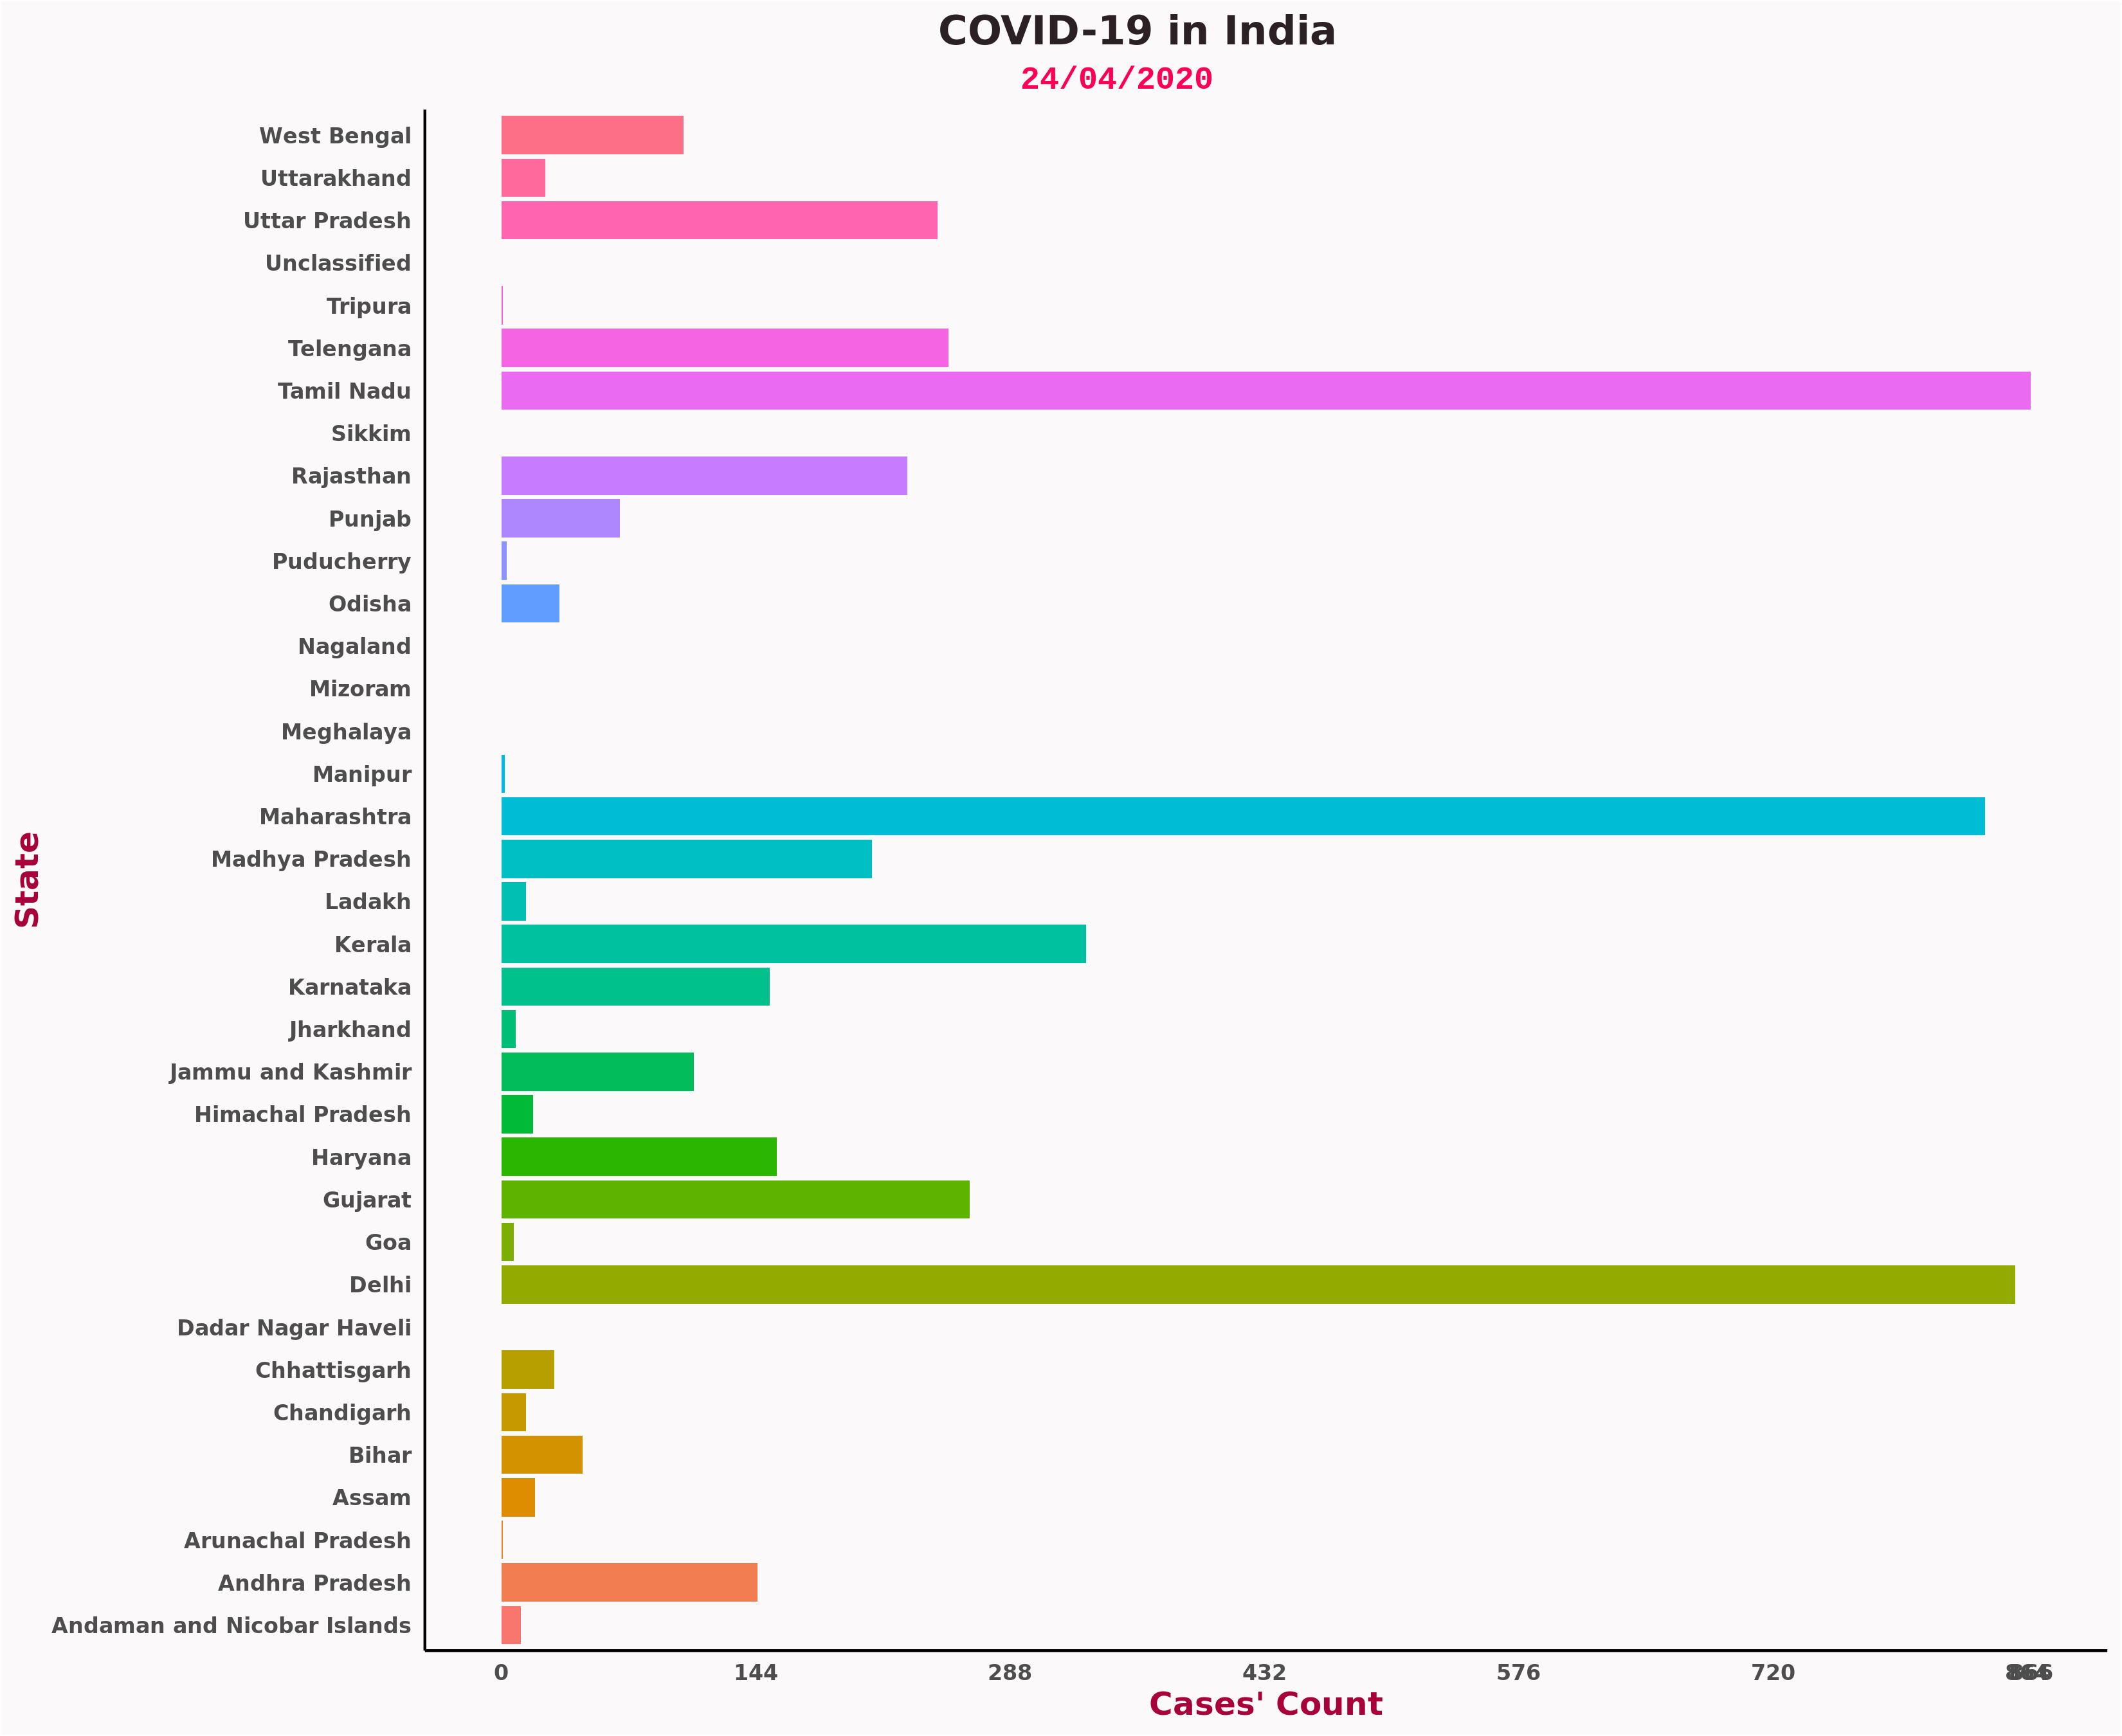 COVID-19 in India
24/04/2020
West Bengal
Uttarakhand
Uttar Pradesh
Unclassified
Tripura
Telengana
Tamil Nadu
Sikkim
Rajasthan
Punjab
Puducherry
Odisha
Nagaland
Mizoram
Meghalaya
Manipur
Maharashtra
Madhya Pradesh
Ladakh
Kerala
Karnataka
Jharkhand
Jammu and Kashmir
Himachal Pradesh
Haryana
Gujarat
Goa
Delhi
Dadar Nagar Haveli
Chhattisgarh
Chandigarh
Bihar
Assam
Arunachal Pradesh
Andhra Pradesh
Andaman and Nicobar Islands
State
0 144 288 432 576 720 864 866
Cases' Count